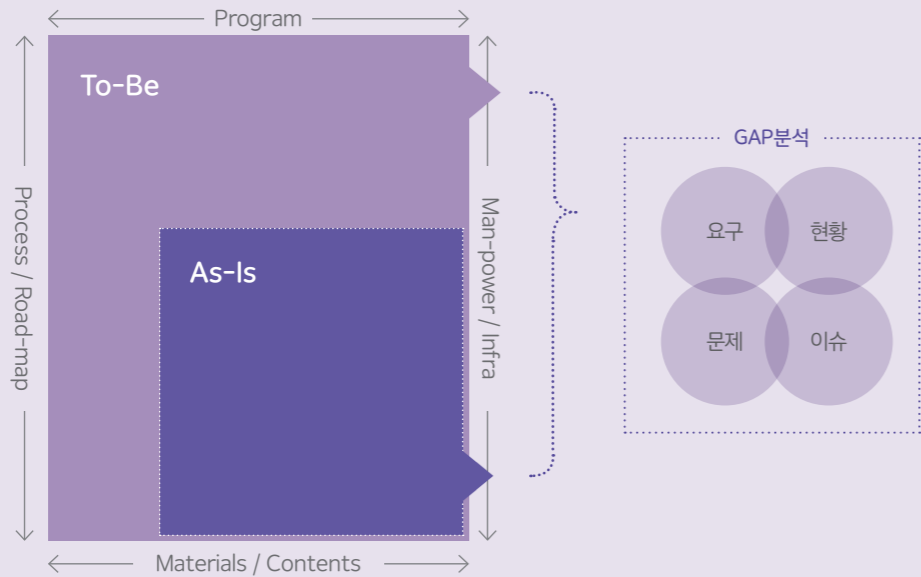 Program
To-Be
GAP분석
Process / Road-map
Man-power / Infra
요구
현황
As-Is
문제
이슈
Materials / Contents